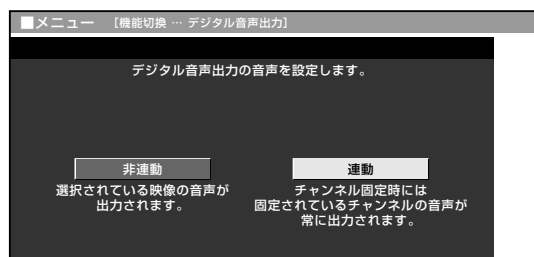 ■メニュー [機能切換 … デジタル音声出力]
デジタル音声出力の音声を設定します。
非連動
選択されている映像の音声が
出力されます。
連動
チャンネル固定時には
固定されているチャンネルの音声が
常に出力されます。